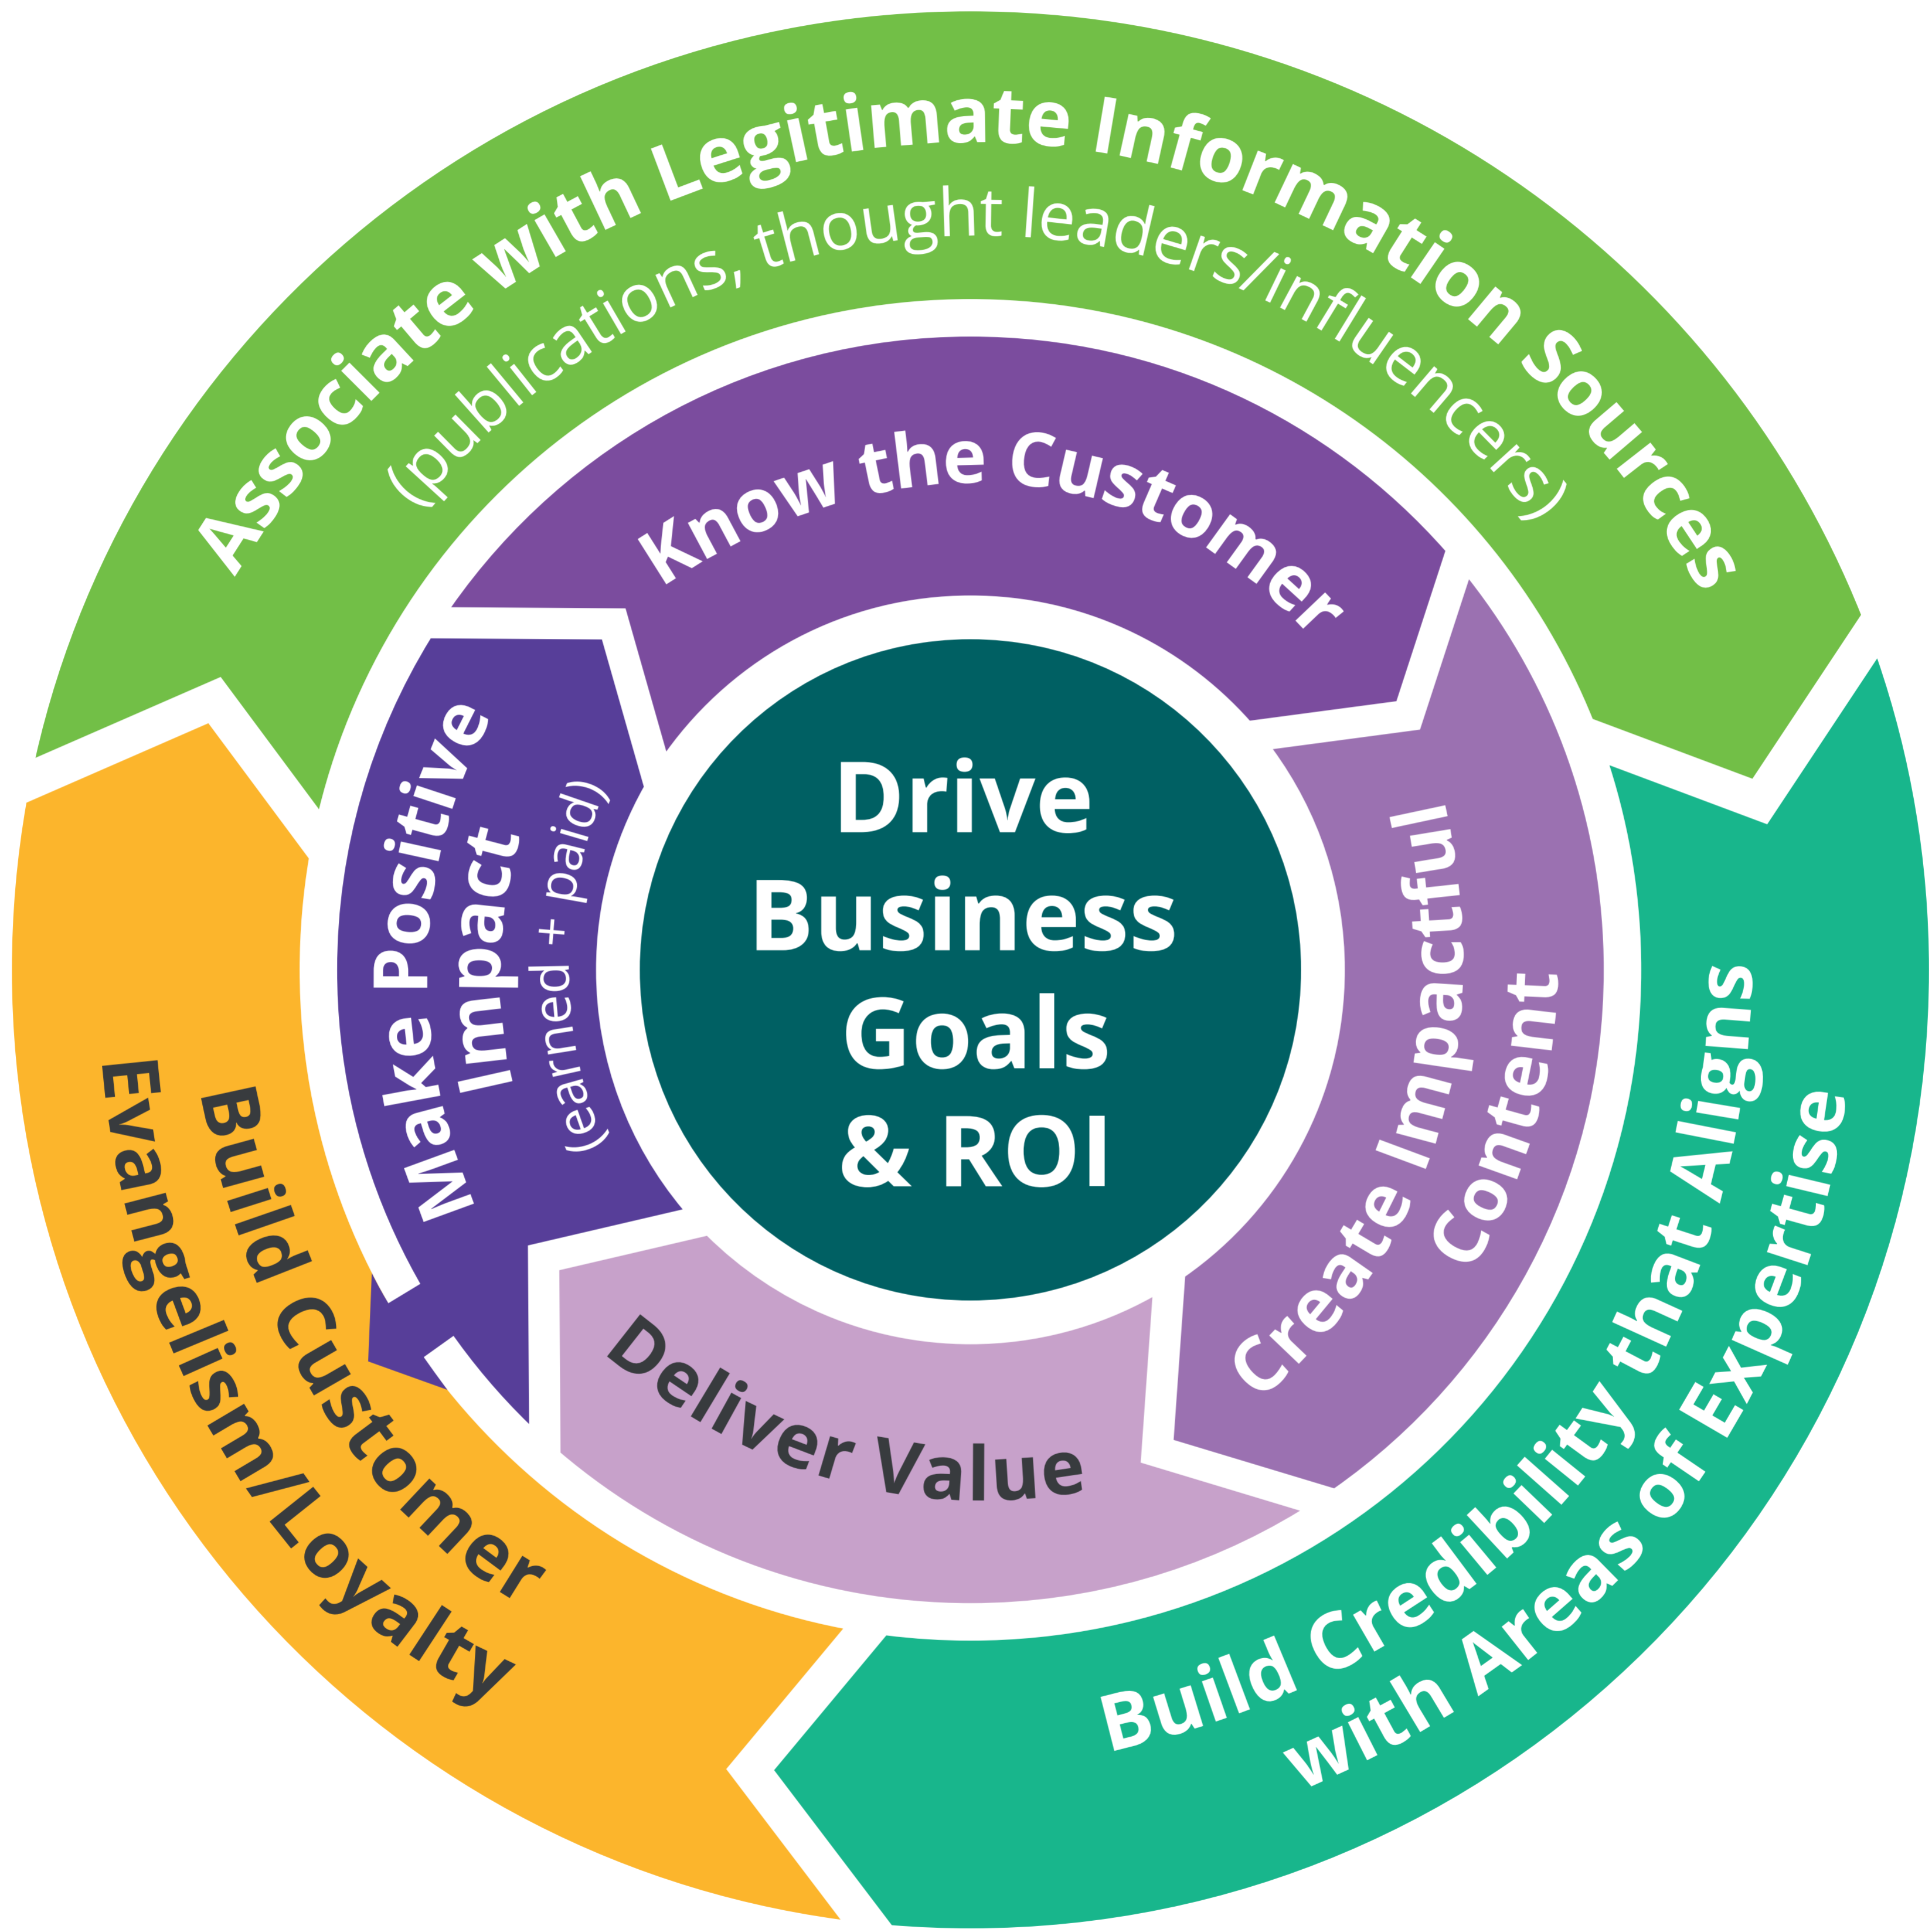 Associate with Legitimate Information Sources
(publications, thought leaders/influencers)
Know the Customer
Make Positive
Impact
(earned + paid)
Drive
Business
Goals
& ROI
Create Impactful
Content
Deliver Value
Build Credibility that Aligns
with Areas of Expertise
Build Customer
Evangelism/Loyalty